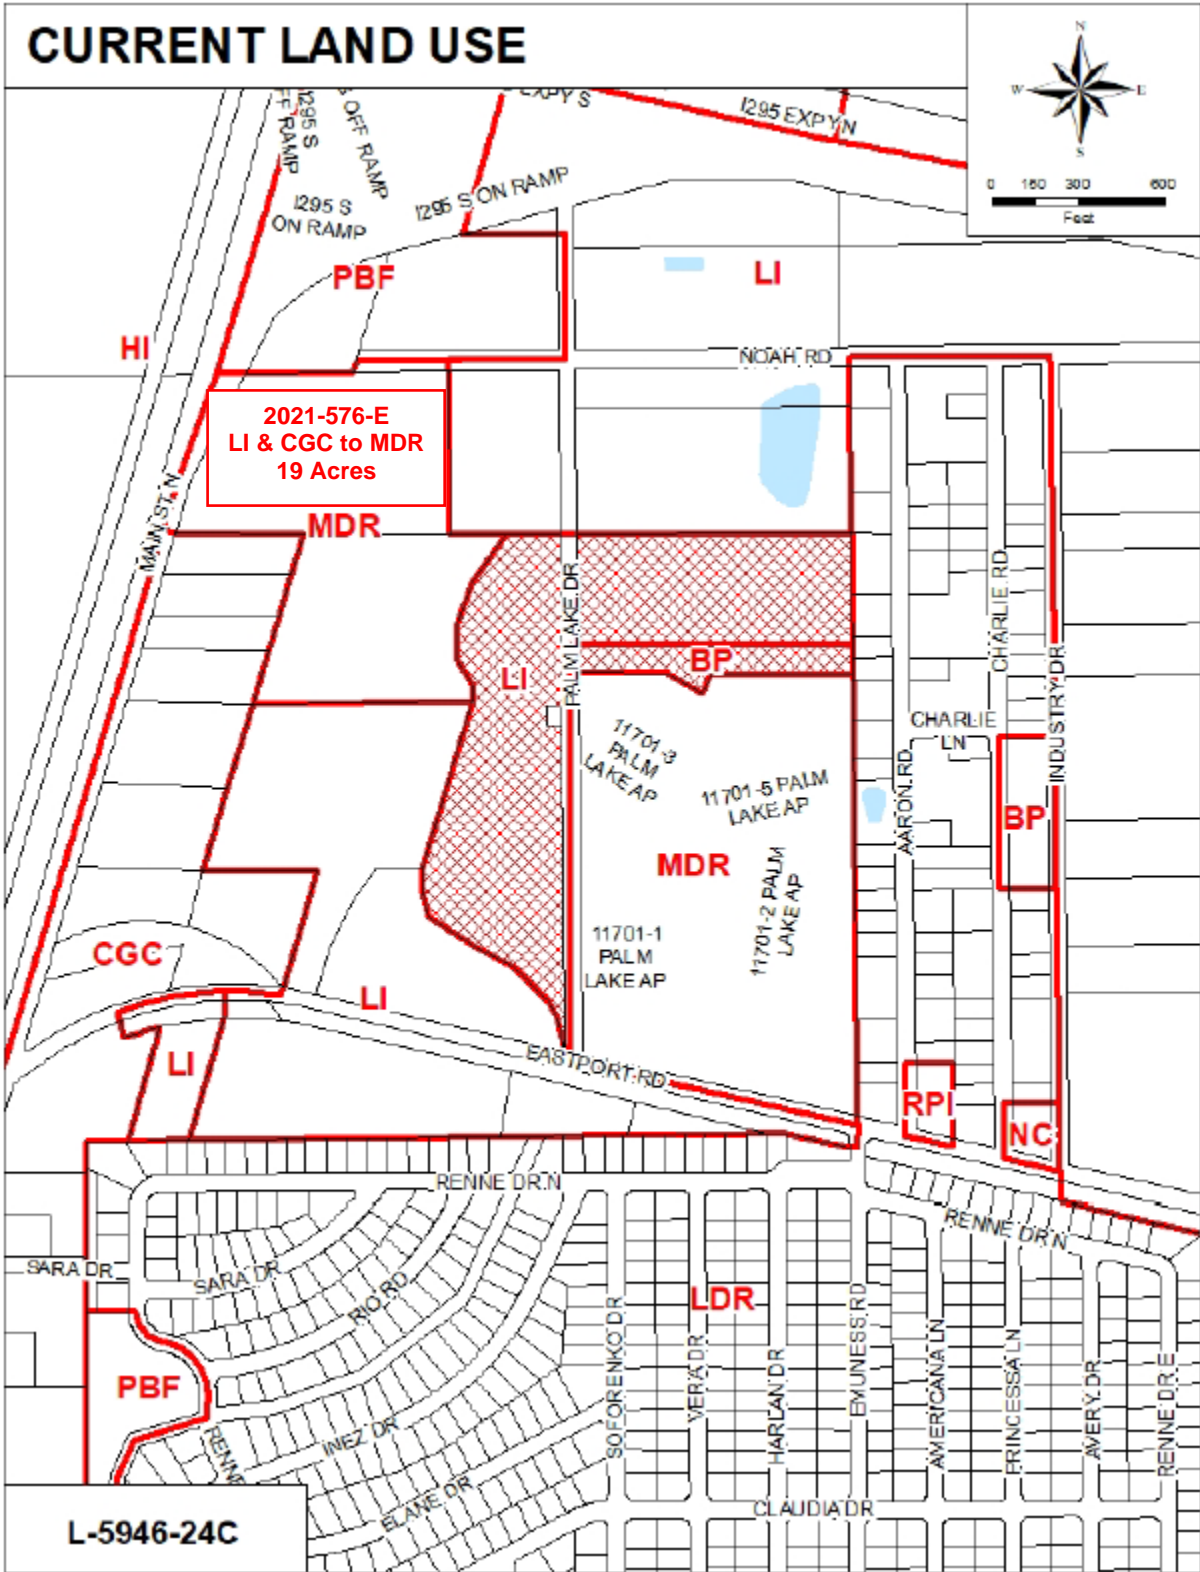 CURRENT LAND USE
N
W
E
S
0 150 300 600
Feet
I295 S
OFF RAMP
EXPY S
I295 EXPY N
I295 S
ON RAMP
I295 S ON RAMP
PBF
LI
HI
NOAH RD
2021-576-E
LI & CGC to MDR
19 Acres
MAIN ST N
MDR
PALM LAKE DR
CHARLIE RD
BP
LI
INDUSTRY DR
11701-3
PALM
LAKE AP
CHARLIE
LN
11701-5 PALM
LAKE AP
AARON RD
BP
MDR
11701-2 PALM
LAKE AP
11701-1
PALM
LAKE AP
CGC
LI
EASTPORT RD
LI
RPI
NC
RENNE DR N
RENNE DR N
SARA DR
SARA DR
RIO RD
LDR
SOFORENKO DR
VERA DR
HARLAN DR
EMUNESS RD
AMERICANA LN
PRINCESSA LN
AVERY DR
RENNE DR E
PBF
INEZ DR
RENNE
ELANE DR
CLAUDIA DR
L-5946-24C